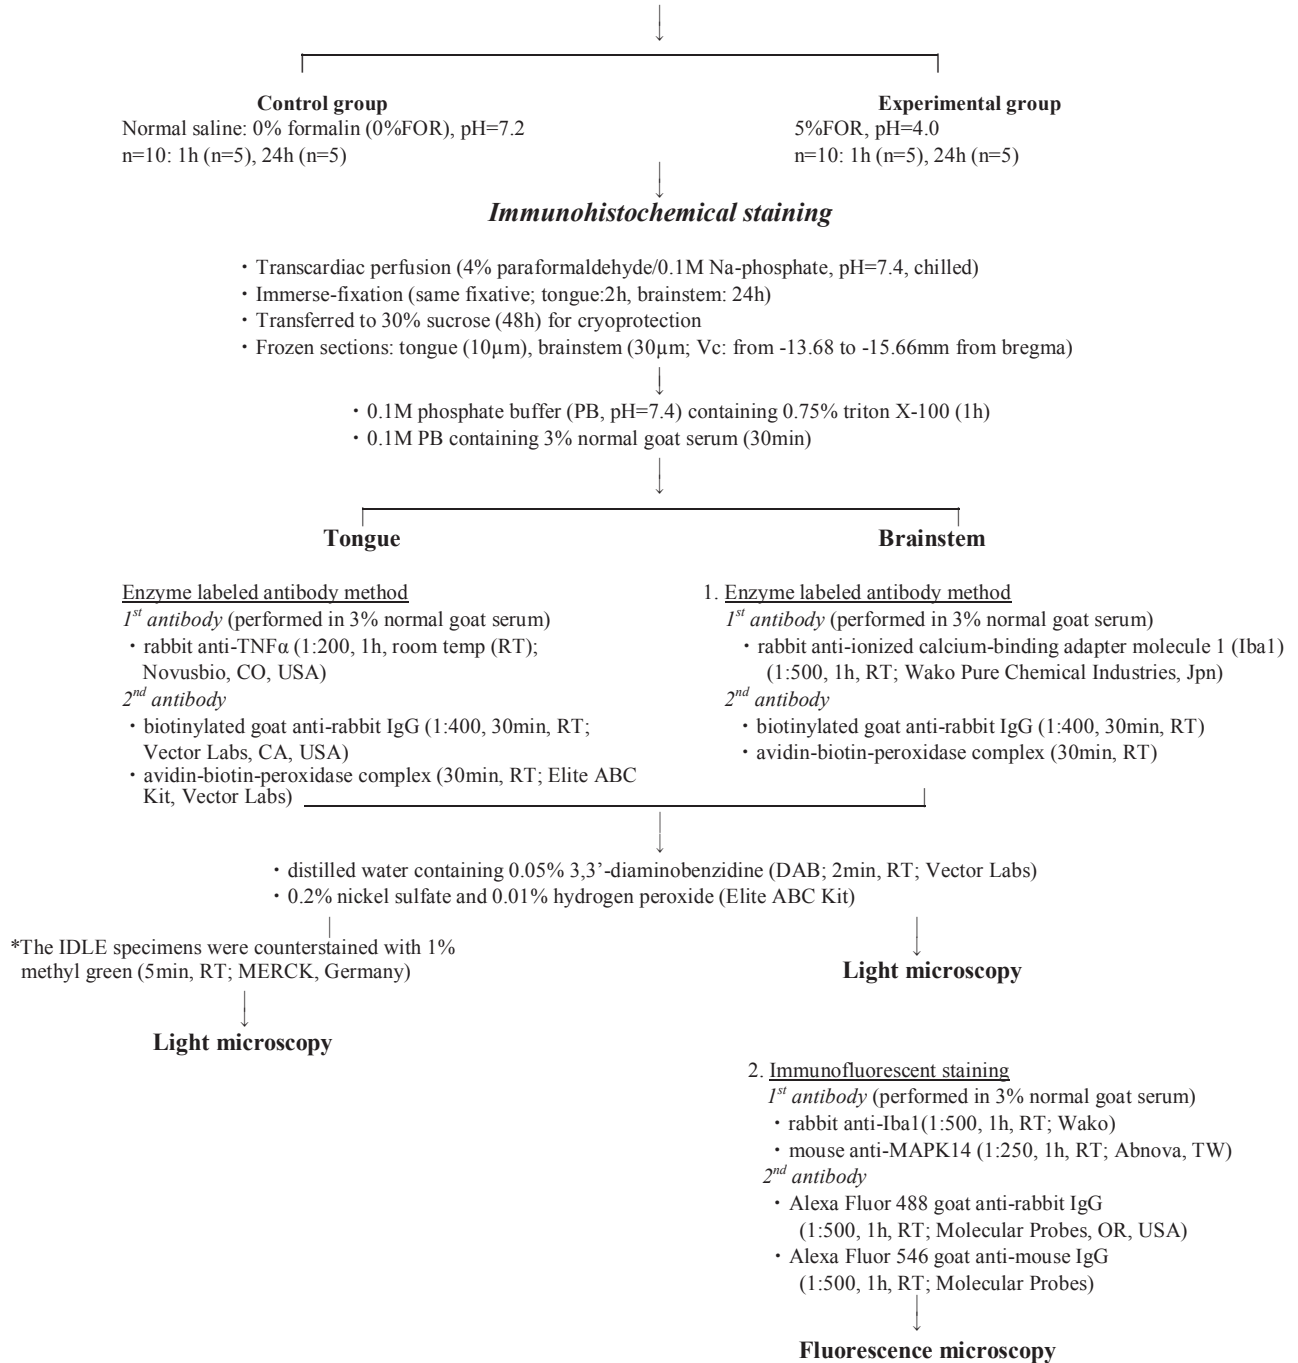 Control group
Normal saline: 0% formalin (0%FOR), pH=7.2
n=10: 1h (n=5), 24h (n=5)
Experimental group
5%FOR, pH=4.0
n=10: 1h (n=5), 24h (n=5)
Immunohistochemical staining
・Transcardiac perfusion (4% paraformaldehyde/0.1M Na-phosphate, pH=7.4, chilled)
・Immerse-fixation (same fixative; tongue:2h, brainstem: 24h)
・Transferred to 30% sucrose (48h) for cryoprotection
・Frozen sections: tongue (10µm), brainstem (30µm; Vc: from -13.68 to -15.66mm from bregma)
・0.1M phosphate buffer (PB, pH=7.4) containing 0.75% triton X-100 (1h)
・0.1M PB containing 3% normal goat serum (30min)
Tongue
Enzyme labeled antibody method
1st antibody (performed in 3% normal goat serum)
・rabbit anti-TNFα (1:200, 1h, room temp (RT);
Novusbio, CO, USA)
2nd antibody
・biotinylated goat anti-rabbit IgG (1:400, 30min, RT;
Vector Labs, CA, USA)
・avidin-biotin-peroxidase complex (30min, RT; Elite ABC
Kit, Vector Labs)
Brainstem
1. Enzyme labeled antibody method
1st antibody (performed in 3% normal goat serum)
・rabbit anti-ionized calcium-binding adapter molecule 1 (Iba1)
(1:500, 1h, RT; Wako Pure Chemical Industries, Jpn)
2nd antibody
・biotinylated goat anti-rabbit IgG (1:400, 30min, RT)
・avidin-biotin-peroxidase complex (30min, RT)
・distilled water containing 0.05% 3,3’-diaminobenzidine (DAB; 2min, RT; Vector Labs)
・0.2% nickel sulfate and 0.01% hydrogen peroxide (Elite ABC Kit)
*The IDLE specimens were counterstained with 1%
methyl green (5min, RT; MERCK, Germany)
Light microscopy
Light microscopy
2. Immunofluorescent staining
1st antibody (performed in 3% normal goat serum)
・rabbit anti-Iba1(1:500, 1h, RT; Wako)
・mouse anti-MAPK14 (1:250, 1h, RT; Abnova, TW)
2nd antibody
・Alexa Fluor 488 goat anti-rabbit IgG
(1:500, 1h, RT; Molecular Probes, OR, USA)
・Alexa Fluor 546 goat anti-mouse IgG
(1:500, 1h, RT; Molecular Probes)
Fluorescence microscopy